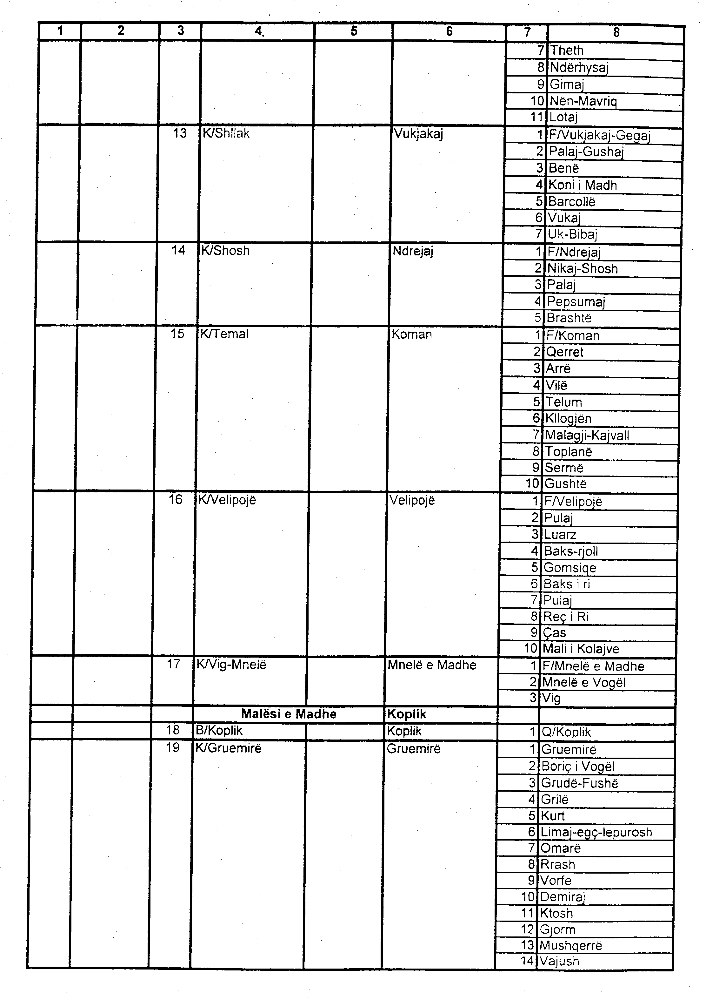 1 2 3 4. 5 6 7 8
7 Theth
8 Ndërhysaj
9 Gimaj
10 Nën-Mavriq
11 Lotaj
13 K/Shllak Vukjakaj 1 F/Vukjakaj-Gegaj
2 Palaj-Gushaj
3 Benë
4 Koni i Madh
5 Barcollë
6 Vukaj
7 Uk-Bibaj
14 K/Shosh Ndrejaj 1 F/Ndrejaj
2 Nikaj-Shosh
3 Palaj
4 Pepsumaj
5 Brashtë
15 K/Temal Koman 1 F/Koman
2 Qerret
3 Arrë
4 Vilë
5 Telum
6 Kllogjën
7 Malagji-Kajvall
8 Toplanë
9 Sermë
10 Gushtë
16 K/Velipojë Velipojë 1 F/Velipojë
2 Pulaj
3 Luarz
4 Baks-rjoll
5 Gomsiqe
6 Baks i ri
7 Pulaj
8 Reç i Ri
9 Ças
10 Mali i Kolajve
17 K/Vig-Mnelë Mnelë e Madhe 1 F/Mnelë e Madhe
2 Mnelë e Vogël
3 Vig
Malësi e Madhe Koplik
18 B/Koplik Koplik 1 Q/Koplik
19 K/Gruemirë Gruemirë 1 Gruemirë
2 Boriç i Vogël
3 Grudë-Fushë
4 Grilë
5 Kurt
6 Limaj-egç-lepurosh
7 Omarë
8 Rrash
9 Vorfe
10 Demiraj
11 Ktosh
12 Gjorm
13 Mushqerrë
14 Vajush